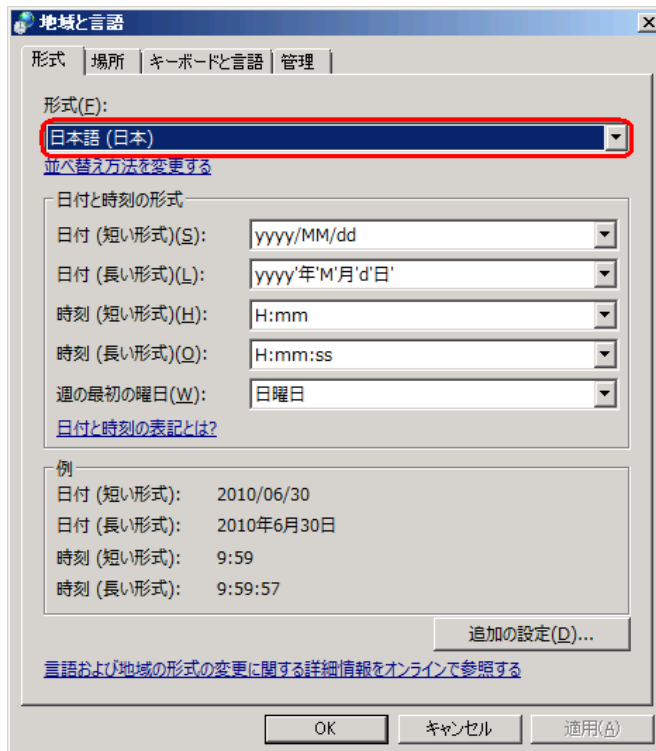 地域と言語
形式 場所 キーボードと言語 管理
形式(F):
日本語 (日本)
並べ替え方法を変更する
日付と時刻の形式
日付 (短い形式)(S): yyyy/MM/dd
日付 (長い形式)(L): yyyy'年'M'月'd'日'
時刻 (短い形式)(H): H:mm
時刻 (長い形式)(O): H:mm:ss
週の最初の曜日(W): 日曜日
日付と時刻の表記とは?
例
日付 (短い形式): 2010/06/30
日付 (長い形式): 2010年6月30日
時刻 (短い形式): 9:59
時刻 (長い形式): 9:59:57
追加の設定(D)...
言語および地域の形式の変更に関する詳細情報をオンラインで参照する
OK キャンセル 適用(A)